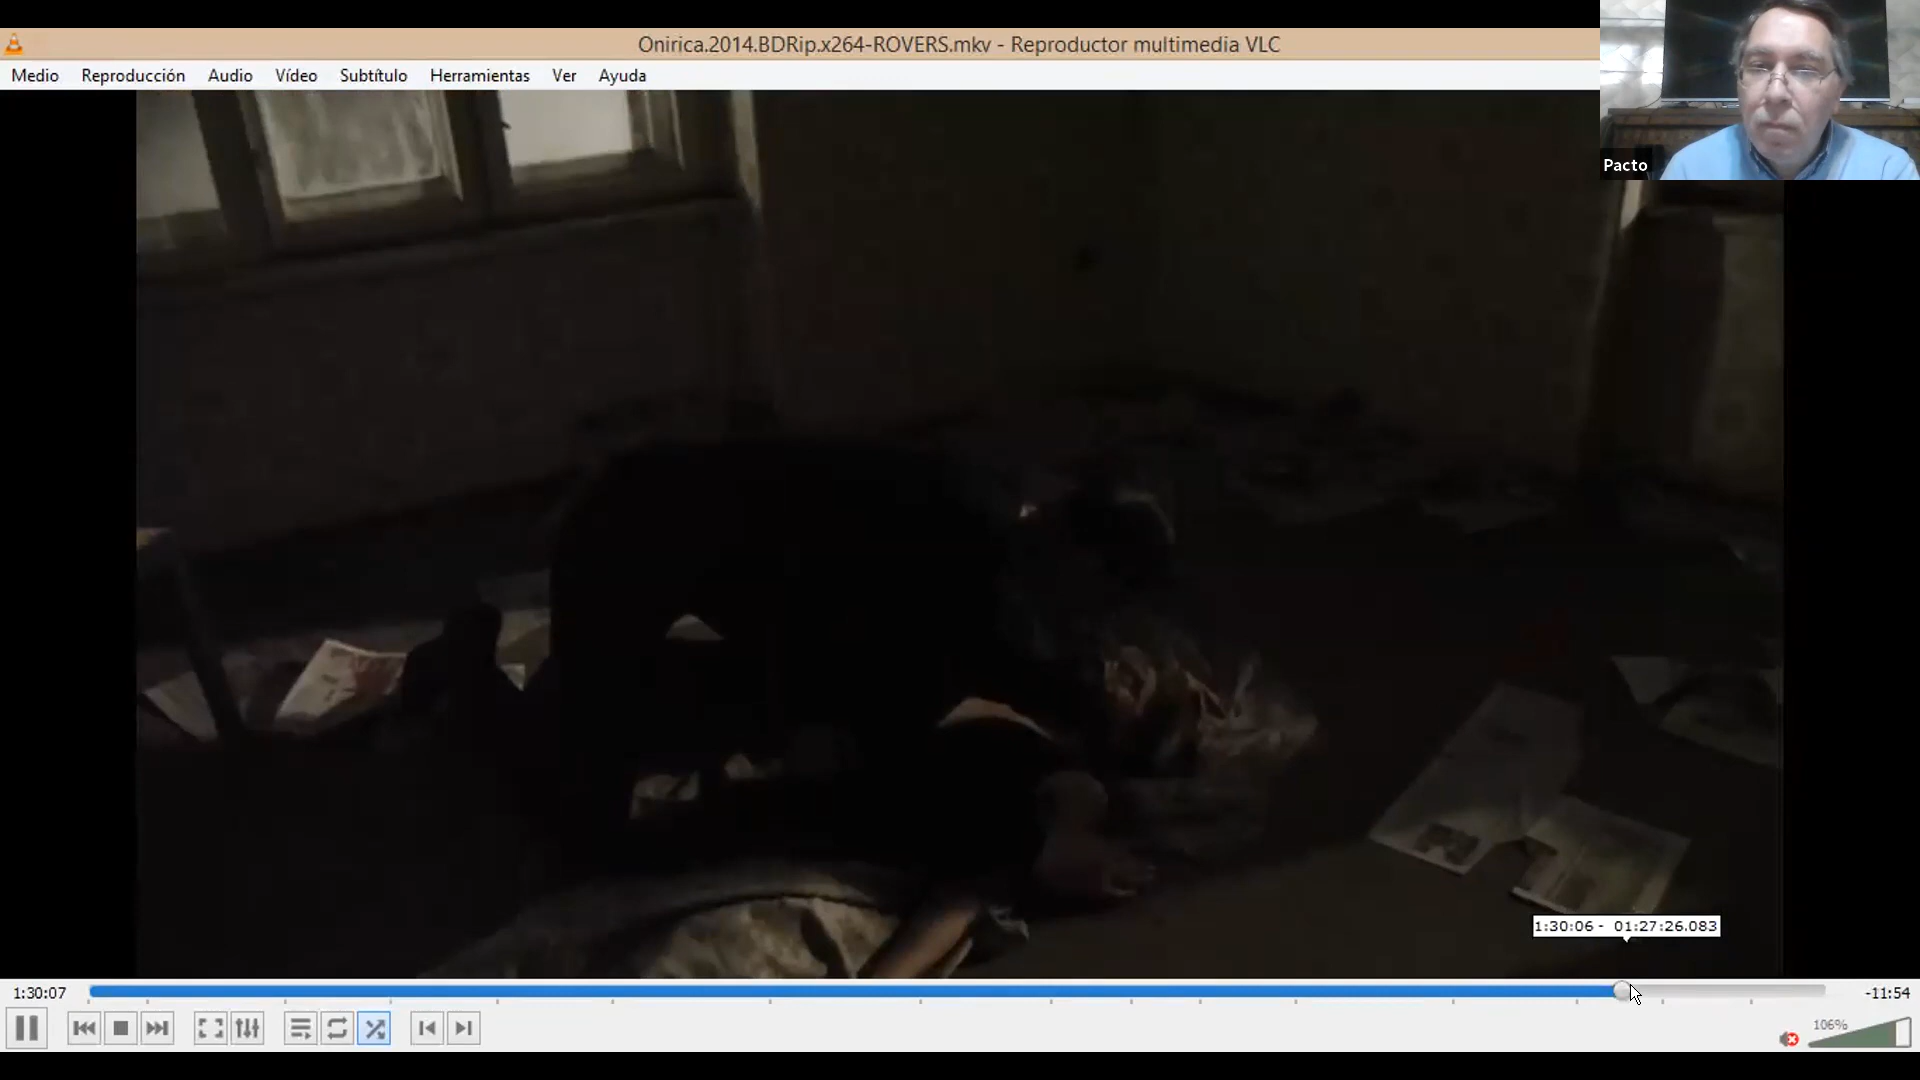 Onirica.2014.BDRip.x264-ROVERS.mkv - Reproductor multimedia VLC
Medio Reproducción Audio Vídeo Subtítulo Herramientas Ver Ayuda
Pacto
1:30:06 - 01:27:26.083
1:30:07
-11:54
106%